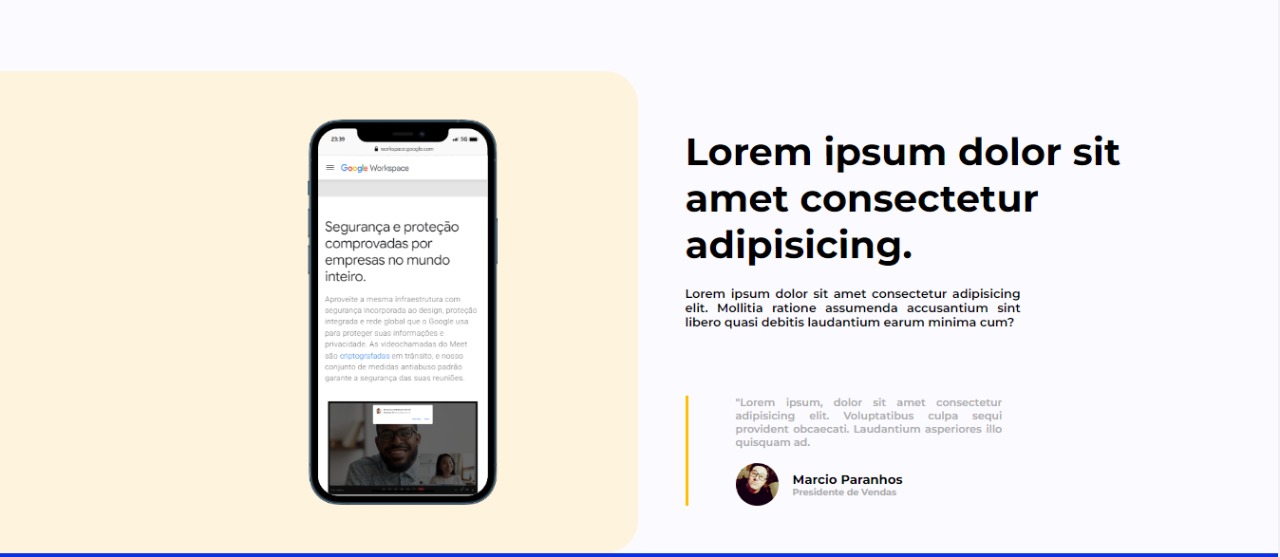 23:39
5G
workspace.google.com
Google Workspace
Segurança e proteção
comprovadas por
empresas no mundo
inteiro.
Aproveite a mesma infraestrutura com
segurança incorporada ao design, proteção
integrada e rede global que o Google usa
para proteger suas informações e
privacidade. As videochamadas do Meet
são criptografadas em trânsito, e nosso
conjunto de medidas antiabuso padrão
garante a segurança das suas reuniões.
Lorem ipsum dolor sit
amet consectetur
adipisicing.
Lorem ipsum dolor sit amet consectetur adipisicing
elit. Mollitia ratione assumenda accusantium sint
libero quasi debitis laudantium earum minima cum?
"Lorem ipsum, dolor sit amet consectetur
adipisicing elit. Voluptatibus culpa sequi
provident obcaecati. Laudantium asperiores illo
quisquam ad.
Marcio Paranhos
Presidente de Vendas